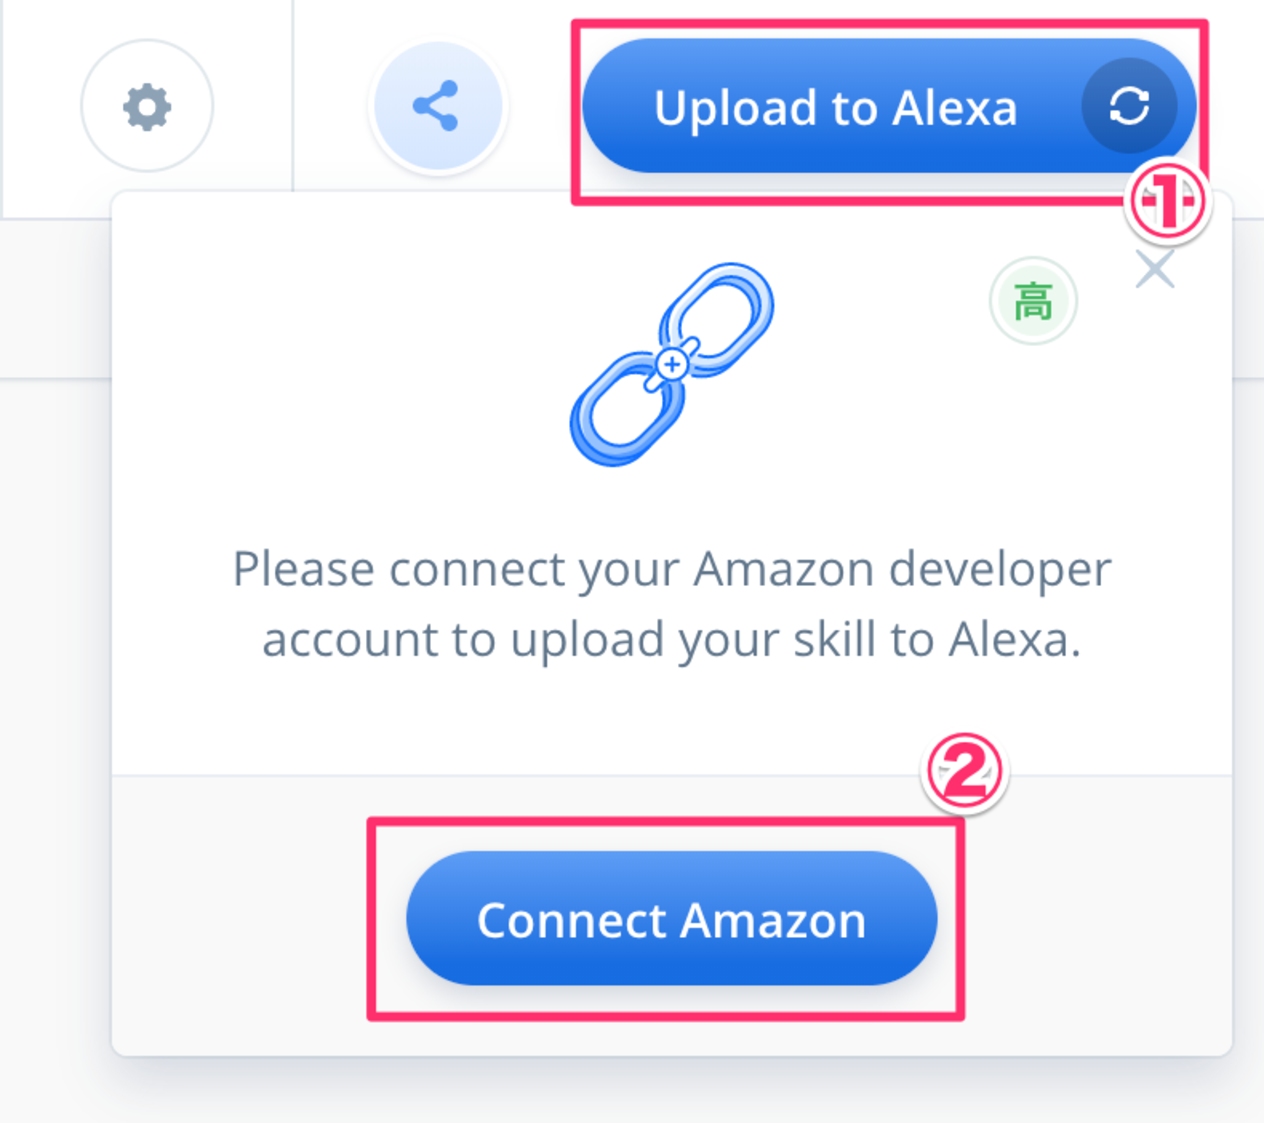 Upload to Alexa
①
高
Please connect your Amazon developer
account to upload your skill to Alexa.
②
Connect Amazon